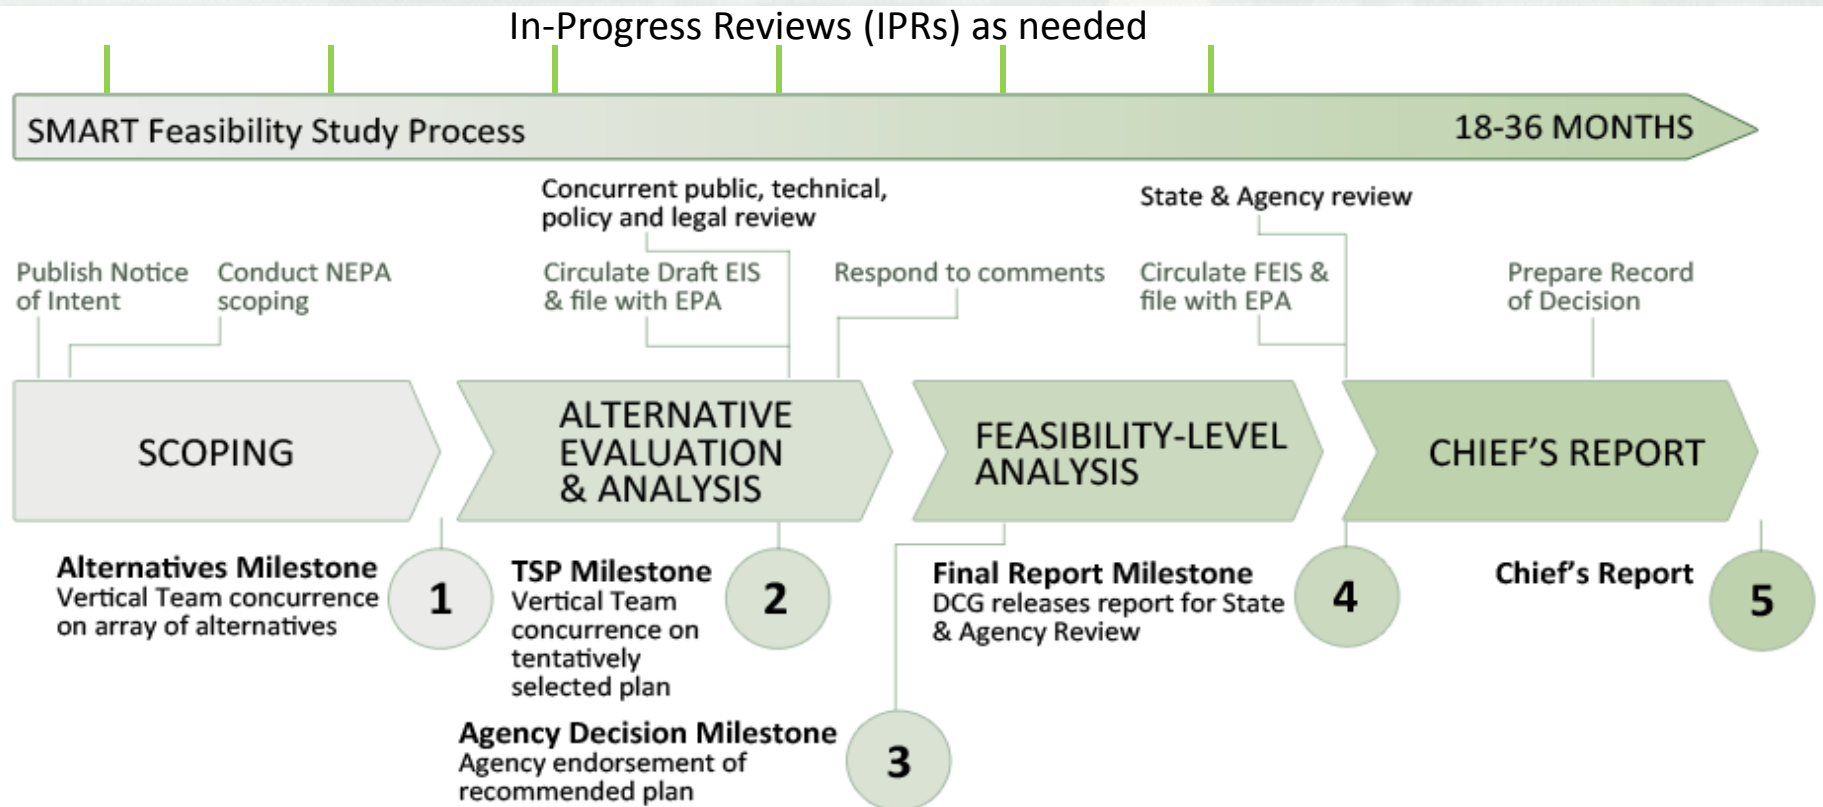 In-Progress Reviews (IPRs) as needed
SMART Feasibility Study Process
18-36 MONTHS
Concurrent public, technical,
policy and legal review
State & Agency review
Publish Notice
of Intent
Conduct NEPA
scoping
Circulate Draft EIS
& file with EPA
Respond to comments
Circulate FEIS &
file with EPA
Prepare Record
of Decision
SCOPING
ALTERNATIVE
EVALUATION
& ANALYSIS
FEASIBILITY-LEVEL
ANALYSIS
CHIEF'S REPORT
Alternatives Milestone
Vertical Team concurrence
on array of alternatives
1
TSP Milestone
Vertical Team
concurrence on
tentatively
selected plan
2
Agency Decision Milestone
Agency endorsement of
recommended plan
3
Final Report Milestone
DCG releases report for State
& Agency Review
4
Chief's Report
5